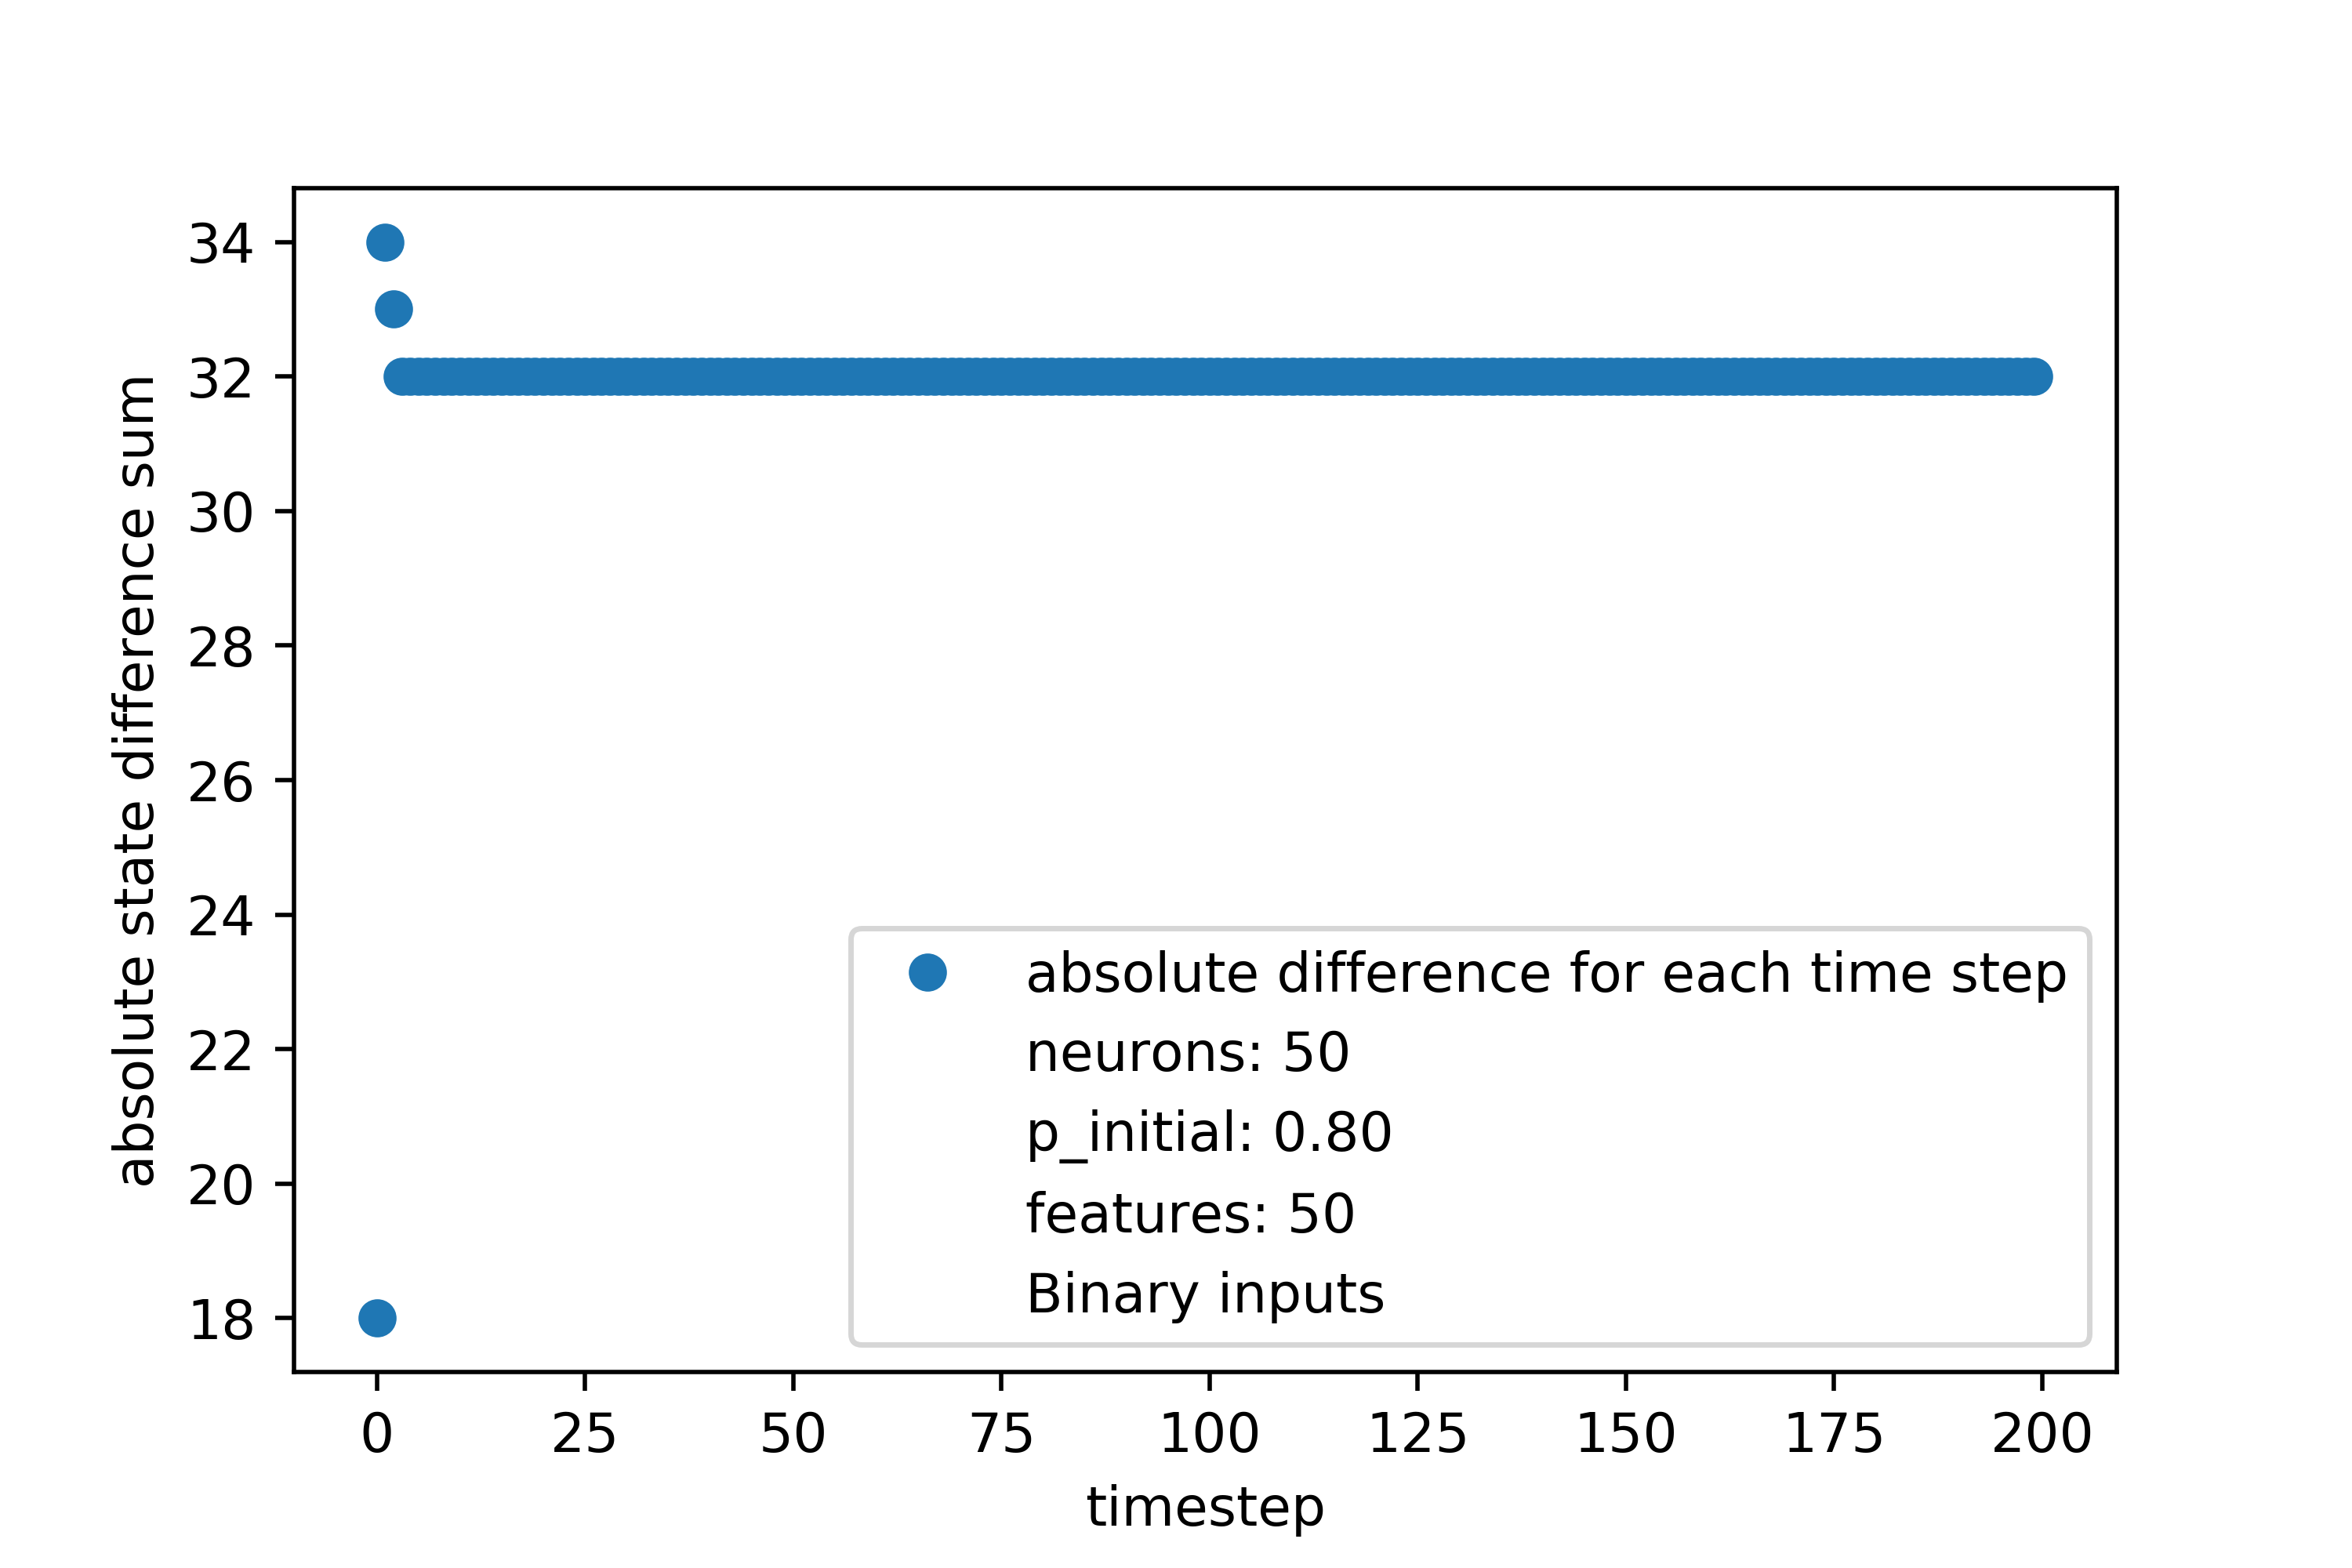 34
32
30
28
26
24
22
20
18
absolute state difference sum
absolute difference for each time step
neurons: 50
p_initial: 0.80
features: 50
Binary inputs
0 25 50 75 100 125 150 175 200
timestep